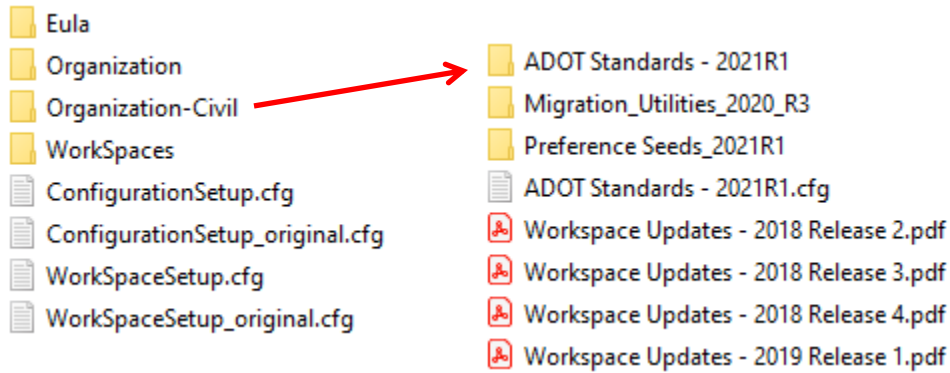 Eula
Organization
Organization-Civil
WorkSpaces
ConfigurationSetup.cfg
ConfigurationSetup_original.cfg
WorkSpaceSetup.cfg
WorkSpaceSetup_original.cfg
ADOT Standards - 2021R1
Migration_Utilities_2020_R3
Preference Seeds_2021R1
ADOT Standards - 2021R1.cfg
Workspace Updates - 2018 Release 2.pdf
Workspace Updates - 2018 Release 3.pdf
Workspace Updates - 2018 Release 4.pdf
Workspace Updates - 2019 Release 1.pdf